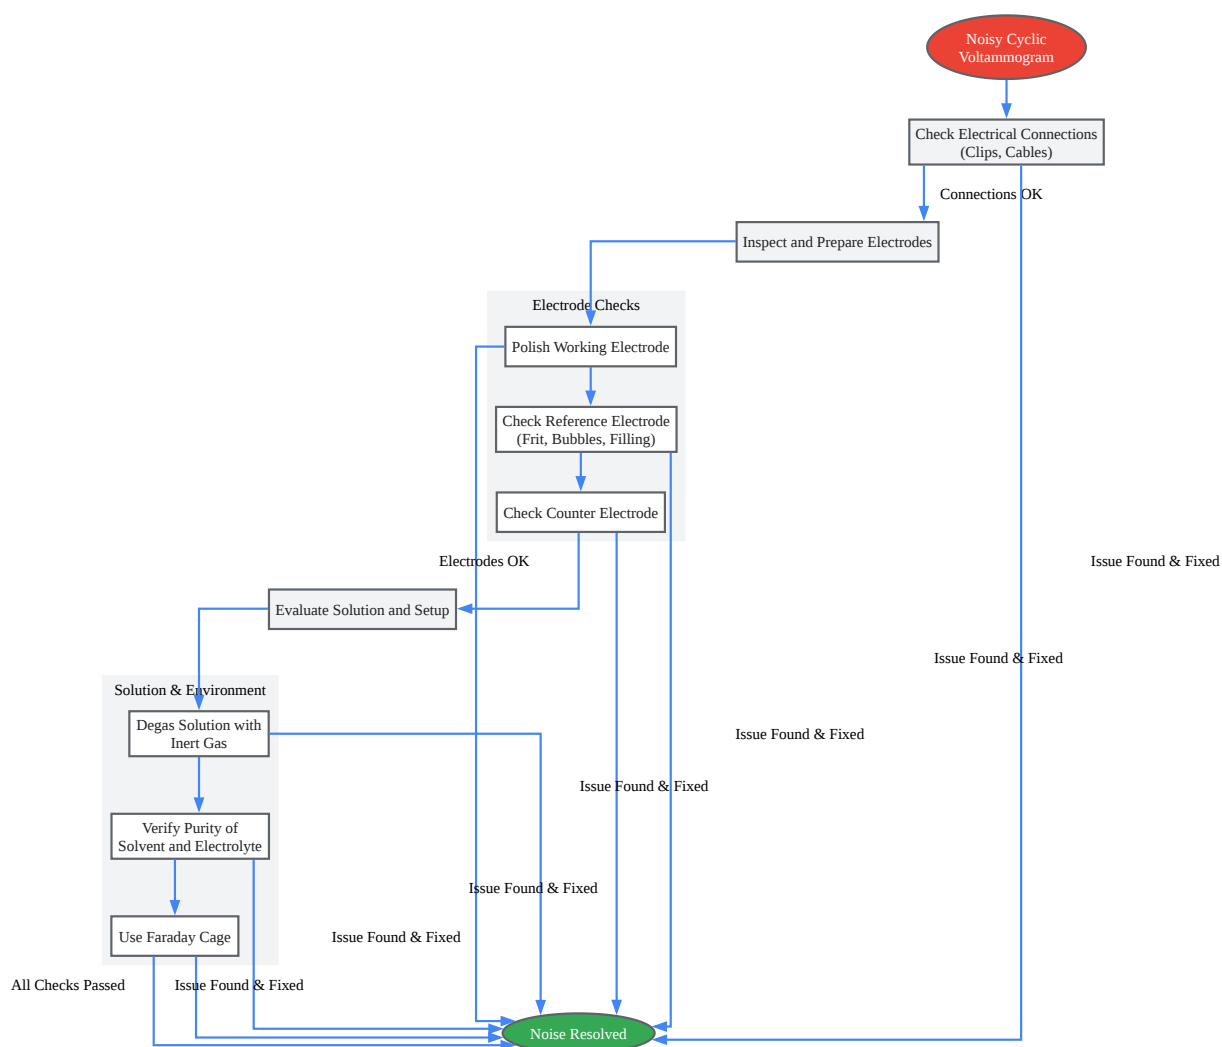 Noisy Cyclic
Voltammogram
Check Electrical Connections
(Clips, Cables)
Connections OK
Inspect and Prepare Electrodes
Electrode Checks
Polish Working Electrode
Check Reference Electrode
(Frit, Bubbles, Filling)
Check Counter Electrode
Electrodes OK
Issue Found & Fixed
Evaluate Solution and Setup
Issue Found & Fixed
Solution & Environment
Degas Solution with
Inert Gas
Issue Found & Fixed
Issue Found & Fixed
Verify Purity of
Solvent and Electrolyte
Issue Found & Fixed
Use Faraday Cage
Issue Found & Fixed
All Checks Passed
Issue Found & Fixed
Noise Resolved